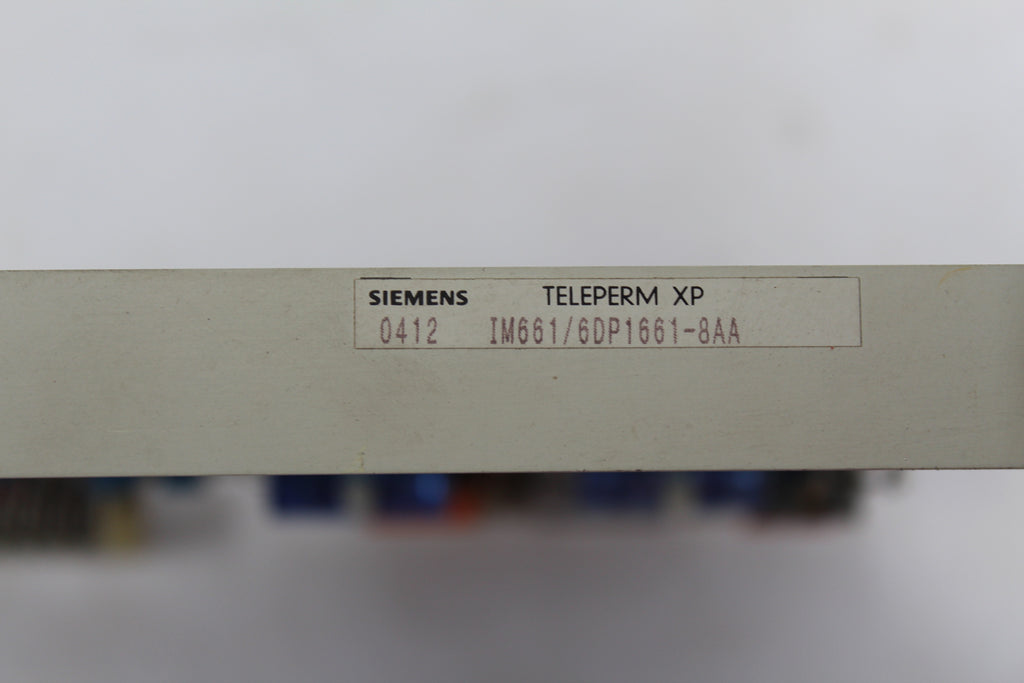 SIEMENS TELEPERM XP
0412 IM661/6DP1661-8AA